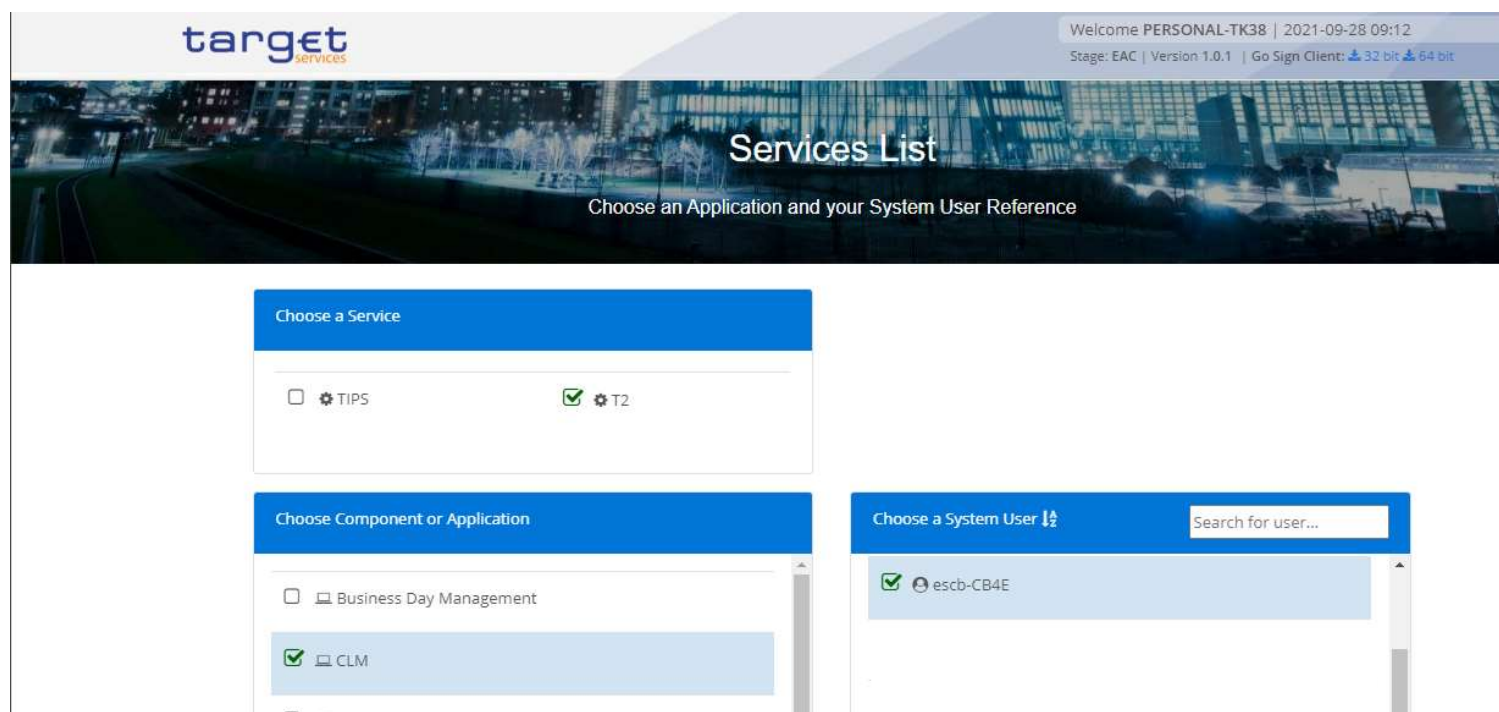 target
services
Welcome PERSONAL-TK38 | 2021-09-28 09:12
Stage: EAC | Version 1.0.1 | Go Sign Client: 32 bit 64 bit
Services List
Choose an Application and your System User Reference
Choose a Service
TIPS
T2
Choose Component or Application
Business Day Management
CLM
Choose a System User
Search for user...
escb-CB4E